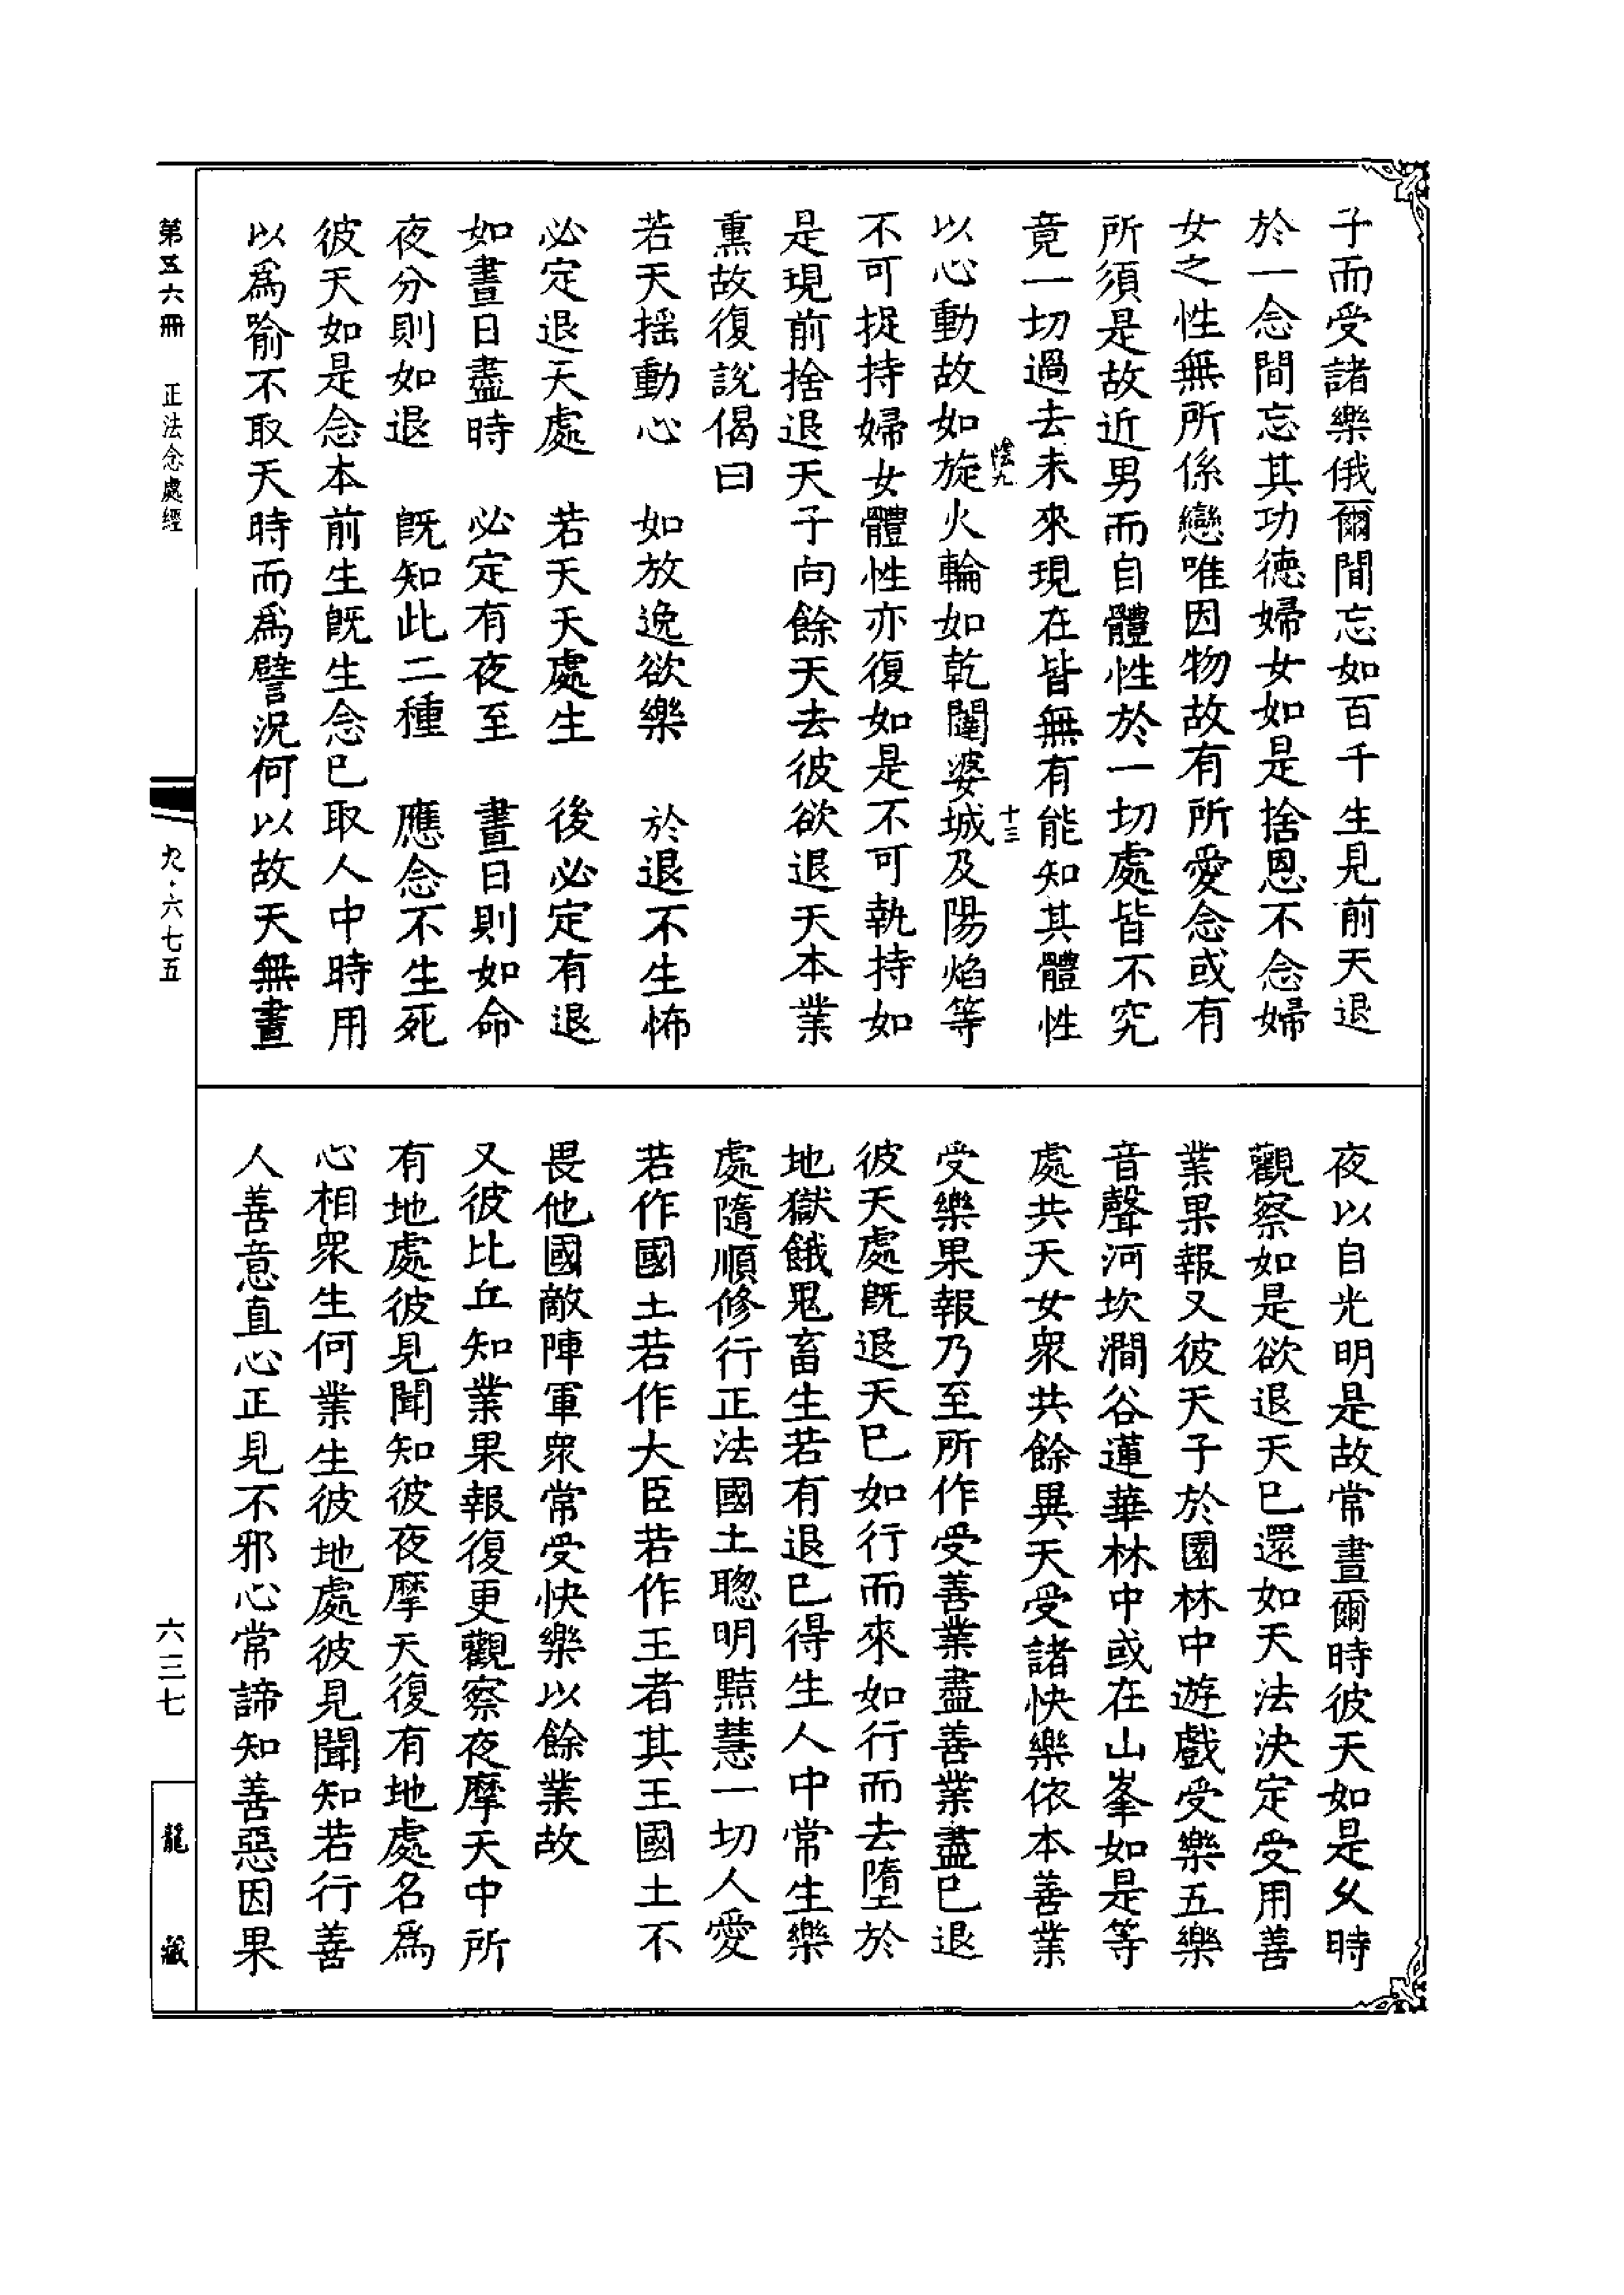 子而受諸樂俄爾間忘如百千生見前天退
於一念間忘其功德婦女如是捨恩不念婦
女之性無所係戀唯因物故有所愛念或有
所須是故近男而自體性於一切處皆不究
竟一切過去未來現在皆無有能知其體性
十三
以心動故如旋火輪如乾闥婆城及陽焰等
不可捉持婦女體性亦復如是不可執持如
是現前捨退天子向餘天去彼欲退天本業
熏故復說偈曰
若天搖動心　如放逸欲樂　於退不生怖
必定退天處　若天天處生　後必定有退
如晝日盡時　必定有夜至　晝日則如命
夜分則如退　既知此二種　應念不生死
彼天如是念本前生既生念已取人中時用
以為喻不取天時而為譬況何以故天無晝
夜以自光明是故常晝爾時彼天如是久時
觀察如是欲退天已還如天法決定受用善
業果報又彼天子於園林中遊戲受樂五樂
音聲河坎澗谷蓮華林中或在山峯如是等
處共天女眾共餘異天受諸快樂依本善業
受樂果報乃至所作受善業盡善業盡已退
彼天處既退天已如行而來如行而去墮於
地獄餓鬼畜生若有退已得生人中常生樂
處隨順修行正法國土聰明黠慧一切人愛
若作國土若作大臣若作王者其王國土不
畏他國敵陣軍眾常受快樂以餘業故
又彼比丘知業果報復更觀察夜摩天中所
有地處彼見聞知彼夜摩天復有地處名為
心相眾生何業生彼地處彼見聞知若行善
人善意直心正見不邪心常諦知善惡因果
第五六冊　正法念處經
九·六七五
六三七
龍藏